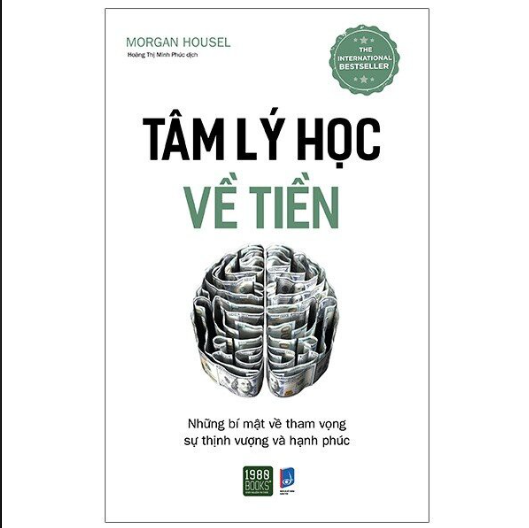 MORGAN HOUSEL
Hoàng Thị Minh Phúc dịch
THE
INTERNATIONAL
BESTSELLER
TÂM LÝ HỌC
VỀ TIỀN
Những bí mật về tham vọng
sự thịnh vượng và hạnh phúc
1980
BOOKS